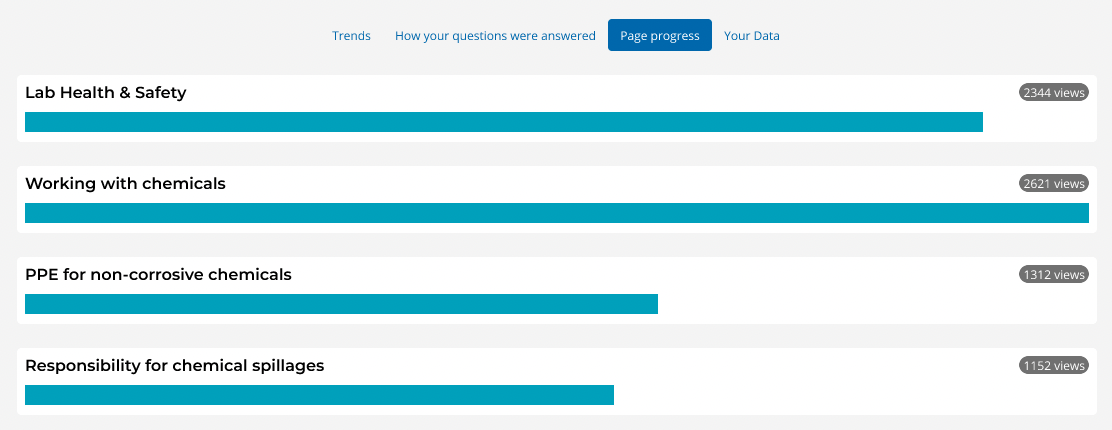 Trends How your questions were answered Page progress Your Data
Lab Health & Safety 2344 views
Working with chemicals 2621 views
PPE for non-corrosive chemicals 1312 views
Responsibility for chemical spillages 1152 views